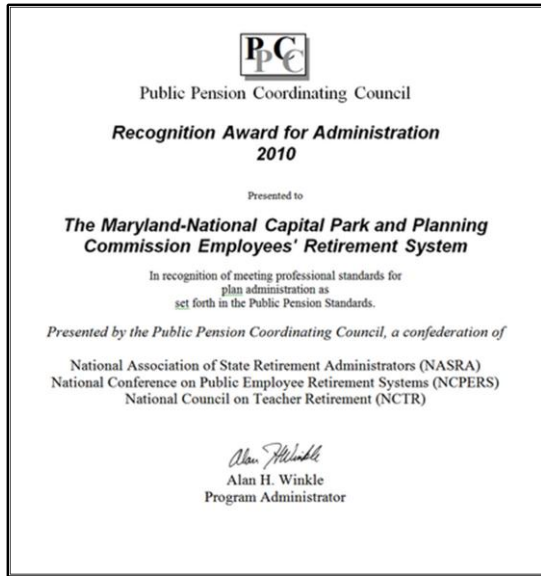 PPCC
Public Pension Coordinating Council
Recognition Award for Administration
2010
Presented to
The Maryland-National Capital Park and Planning
Commission Employees' Retirement System
In recognition of meeting professional standards for
plan administration as
set forth in the Public Pension Standards.
Presented by the Public Pension Coordinating Council, a confederation of
National Association of State Retirement Administrators (NASRA)
National Conference on Public Employee Retirement Systems (NCPERS)
National Council on Teacher Retirement (NCTR)
Alan H Winkle
Alan H. Winkle
Program Administrator